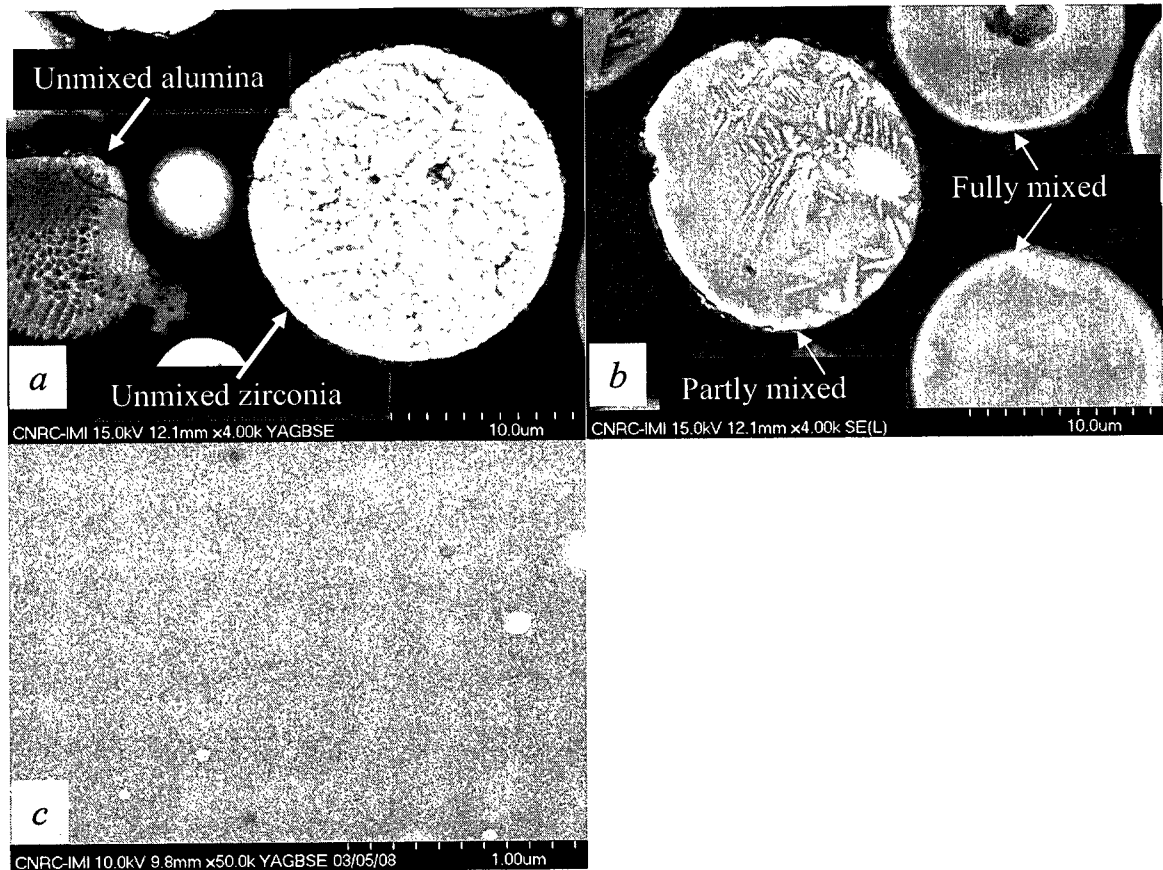 Unmixed alumina
Unmixed zirconia
a
CNRC-IMI 15.0kV 12.1mm x4.00k YAGBSE
10.0um
Fully mixed
Partly mixed
b
CNRC-IMI 15.0kV 12.1mm x4.00k SE(L)
10.0um
c
CNRC-IMI 10.0kV 9.8mm x50.0k YAGBSE 03/05/08
1.00um